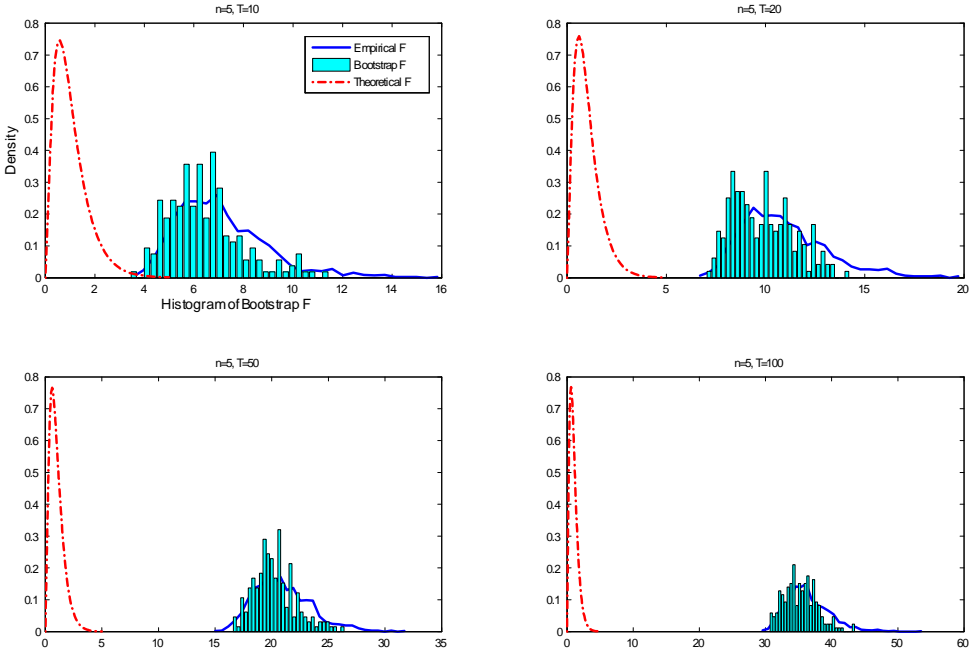 n=5, T=10
n=5, T=20
0.8
0.7
0.6
0.5
0.4
0.3
0.2
0.1
0
Density
Empirical F
Bootstrap F
Theoretical F
0 2 4 6 8 10 12 14 16
Histogram of Bootstrap F
0.8
0.7
0.6
0.5
0.4
0.3
0.2
0.1
0
0 5 10 15 20
n=5, T=50
n=5, T=100
0.8
0.7
0.6
0.5
0.4
0.3
0.2
0.1
0
0 5 10 15 20 25 30 35
0.8
0.7
0.6
0.5
0.4
0.3
0.2
0.1
0
0 10 20 30 40 50 60